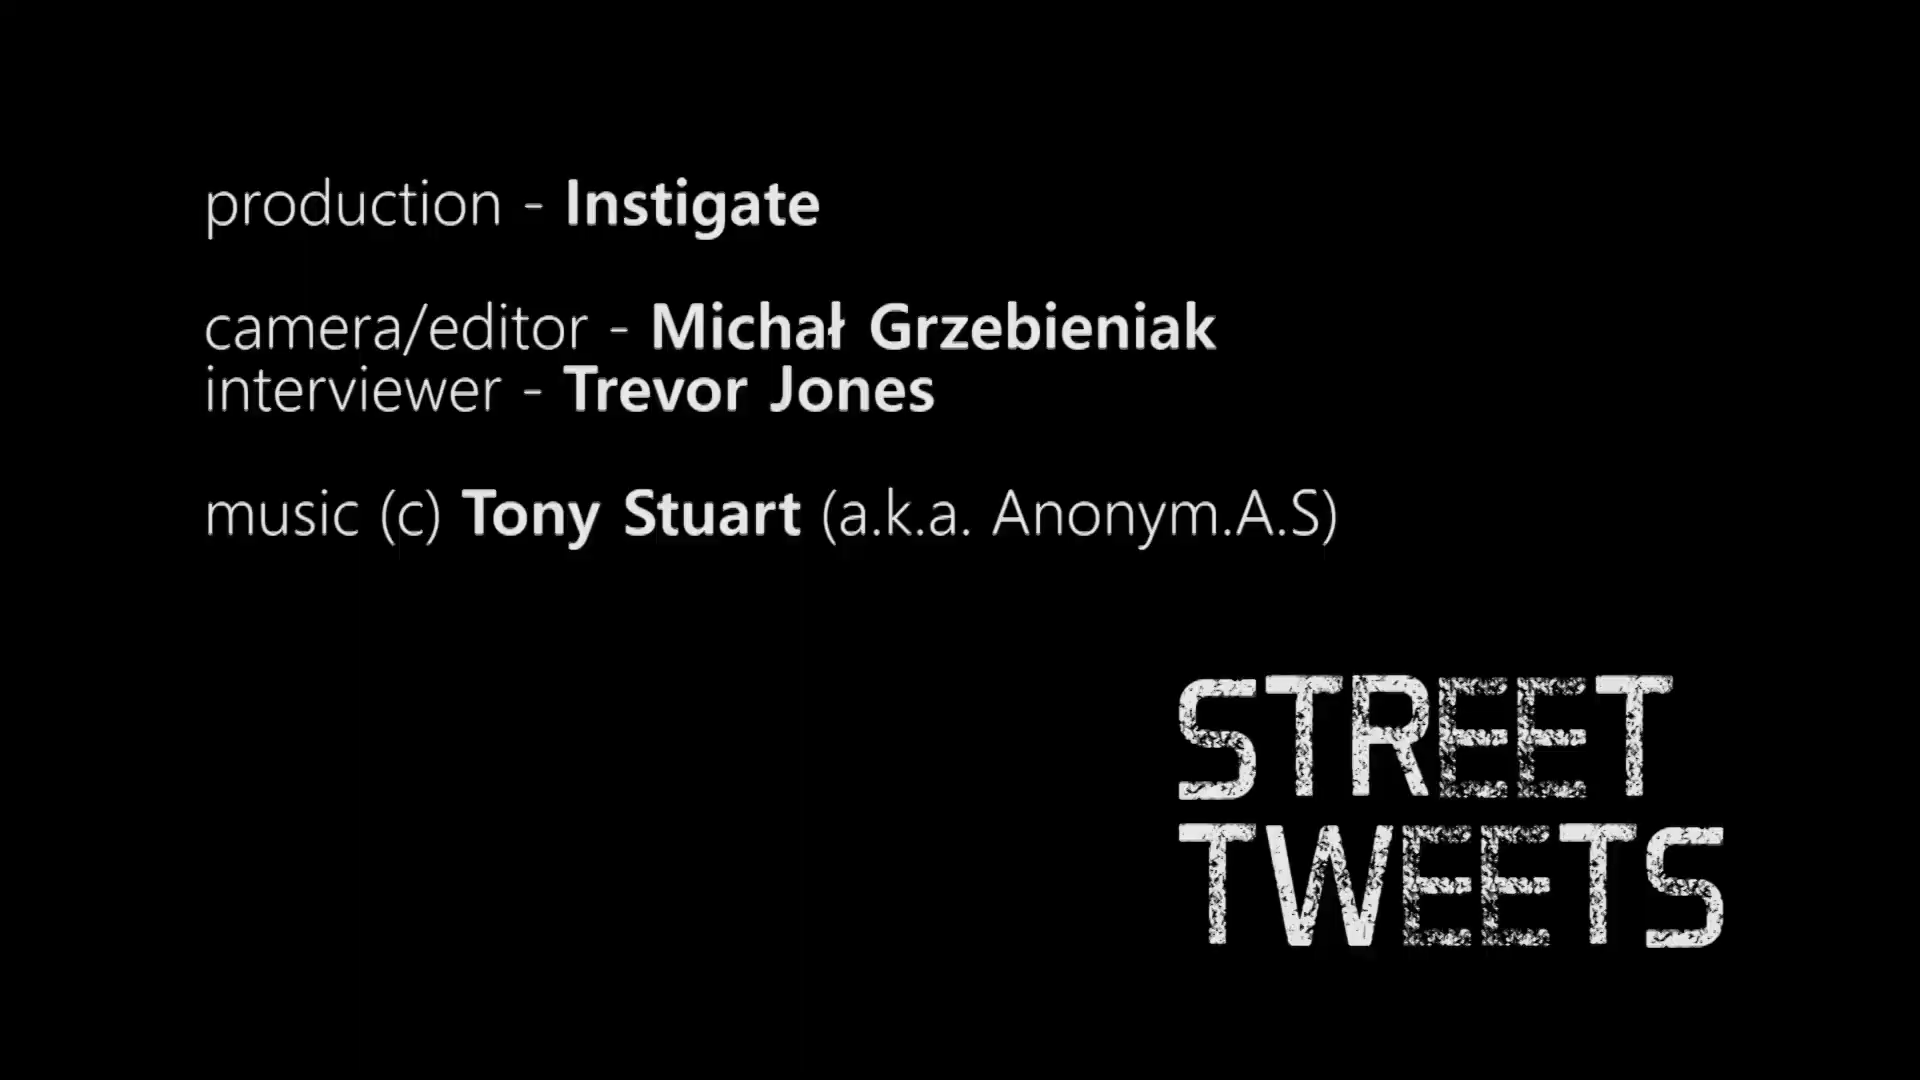 production - Instigate
camera/editor - Michał Grzebieniak
interviewer - Trevor Jones
music (c) Tony Stuart (a.k.a. Anonym.A.S)
STREET
TWEETS